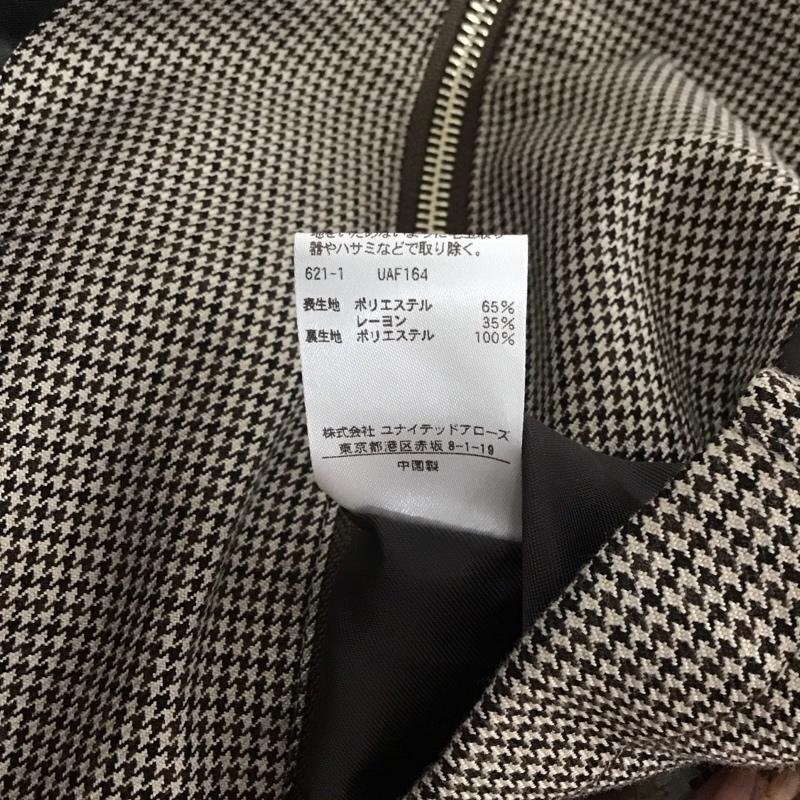 器やハサミなどで取り除く。
621-1 UAF164
表生地 ポリエステル 65%
レーヨン 35%
裏生地 ポリエステル 100%
株式会社 ユナイテッドアローズ
東京都港区赤坂 8-1-19
中国製